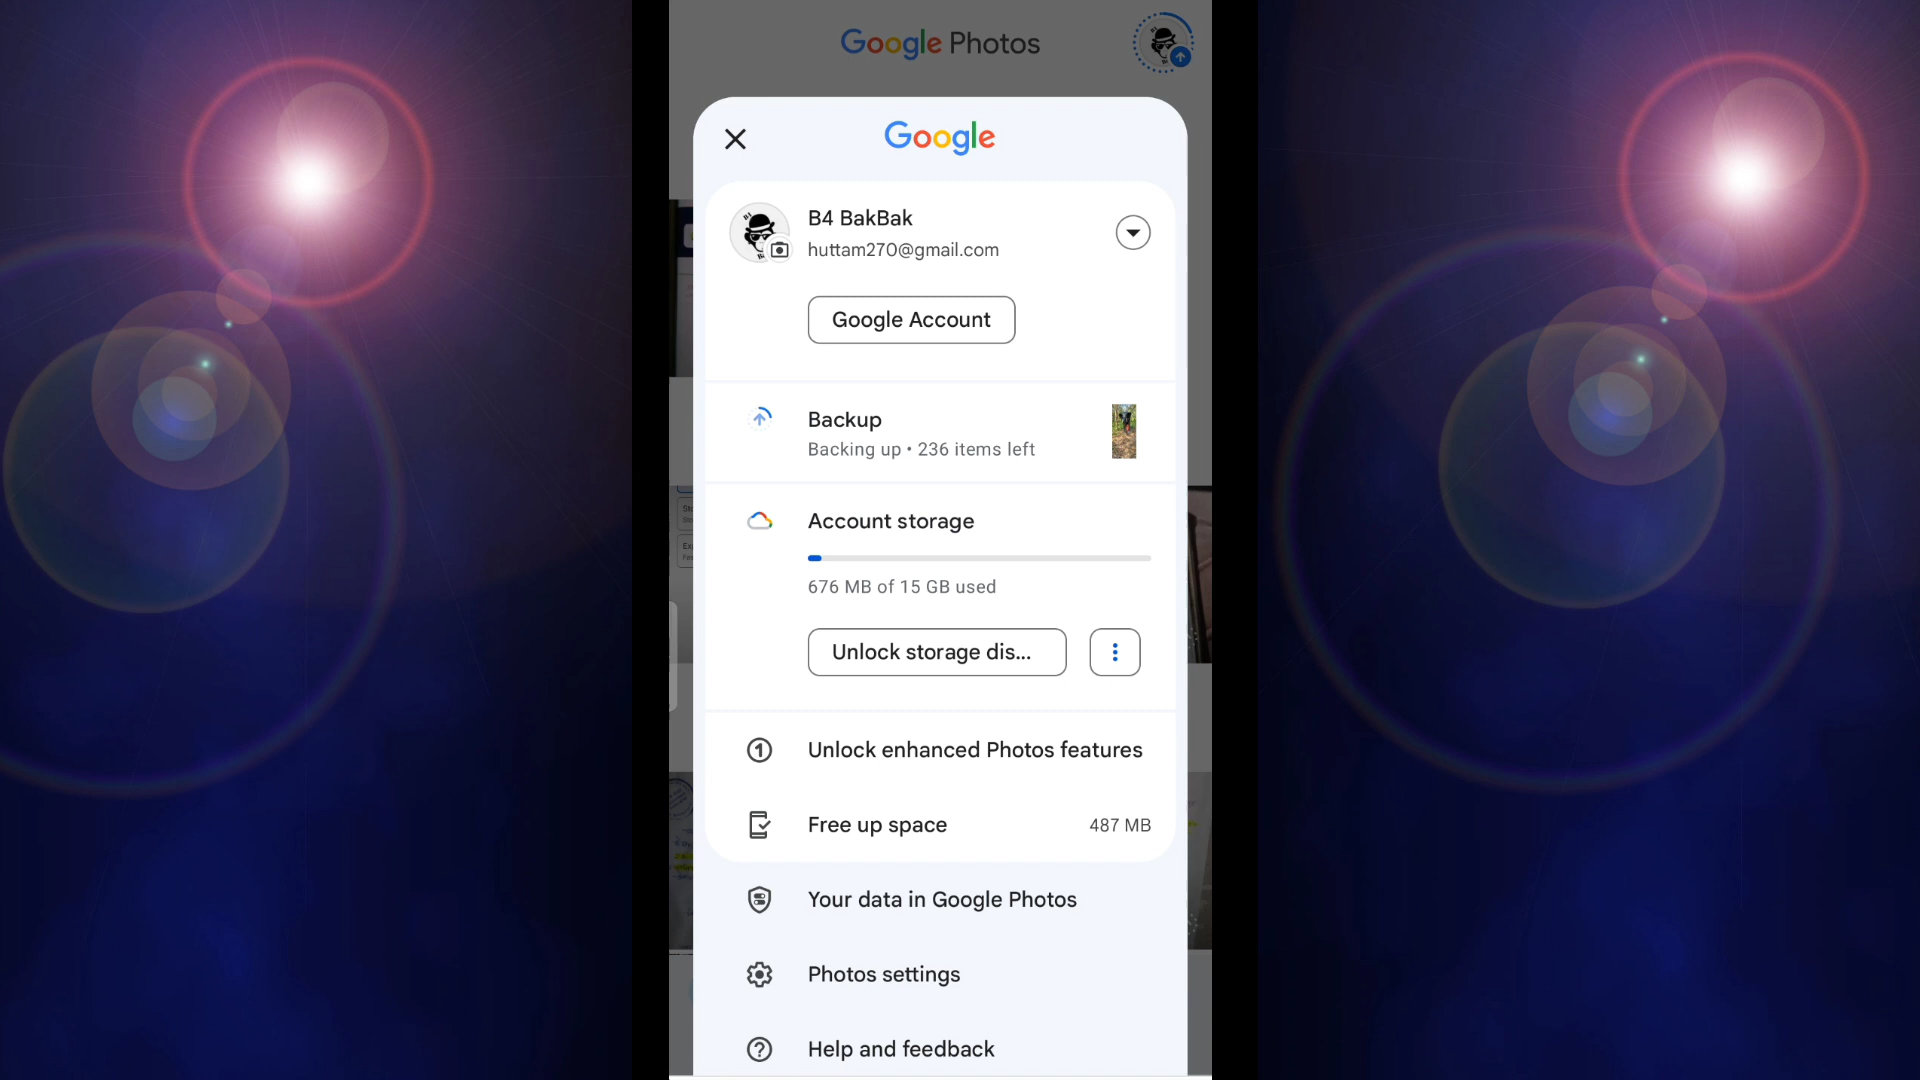 Google Photos
Google
B4 BakBak
huttam270@gmail.com
Google Account
Backup
Backing up • 236 items left
Account storage
676 MB of 15 GB used
Unlock storage dis...
Unlock enhanced Photos features
Free up space
487 MB
Your data in Google Photos
Photos settings
Help and feedback